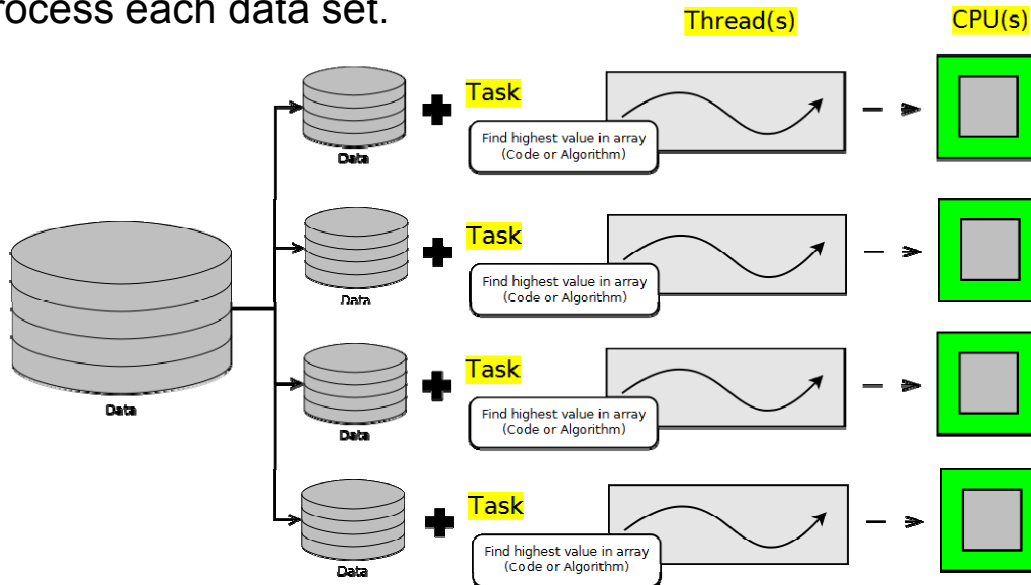 rocess each data set.
Thread(s)
CPU(s)
Task
Find highest value in array
(Code or Algorithm)
Data
Task
Find highest value in array
(Code or Algorithm)
Data
Data
Task
Find highest value in array
(Code or Algorithm)
Data
Task
Find highest value in array
(Code or Algorithm)
Data